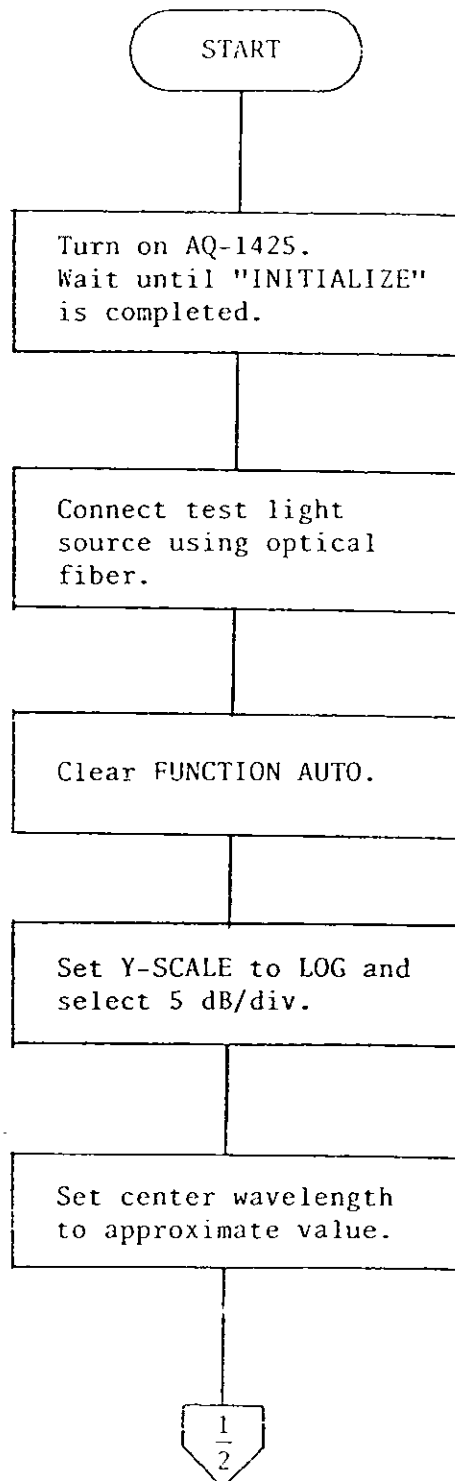 START
Turn on AQ-1425.
Wait until "INITIALIZE"
is completed.
Connect test light
source using optical
fiber.
Clear FUNCTION AUTO.
Set Y-SCALE to LOG and
select 5 dB/div.
Set center wavelength
to approximate value.
1
2